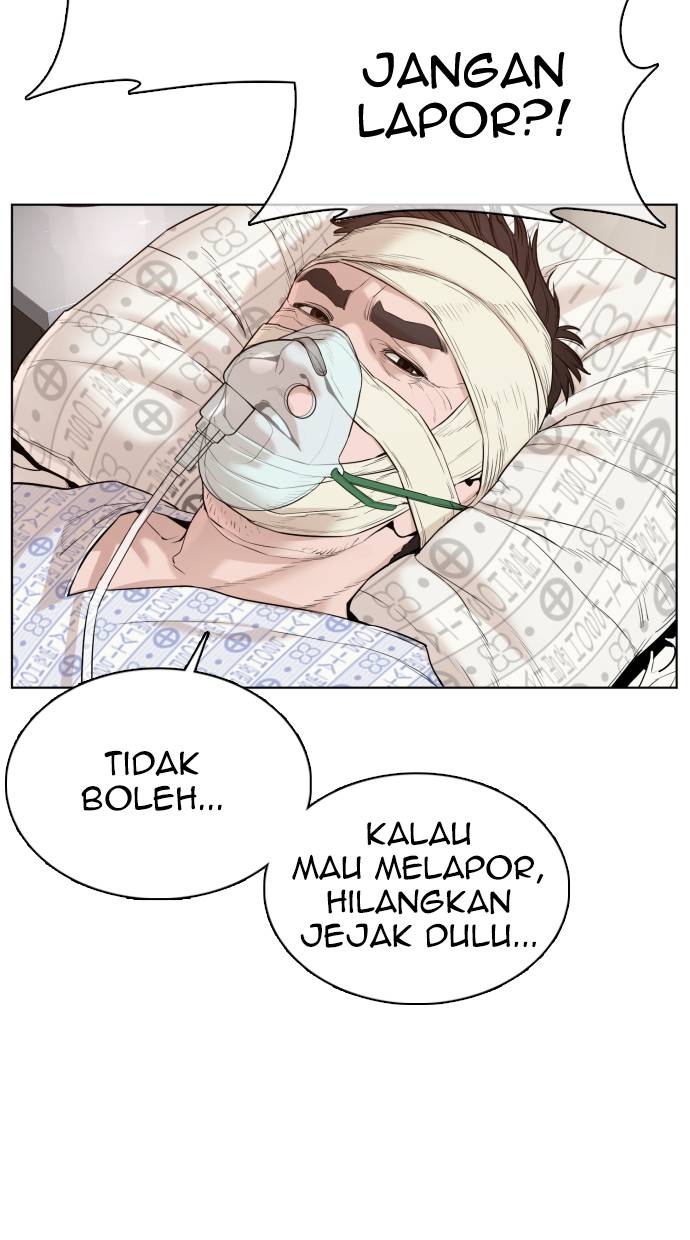 JANGAN
LAPOR?!
TIDAK
BOLEH...
KALAU
MAU MELAPOR,
HILANGKAN
JEJAK DULU...